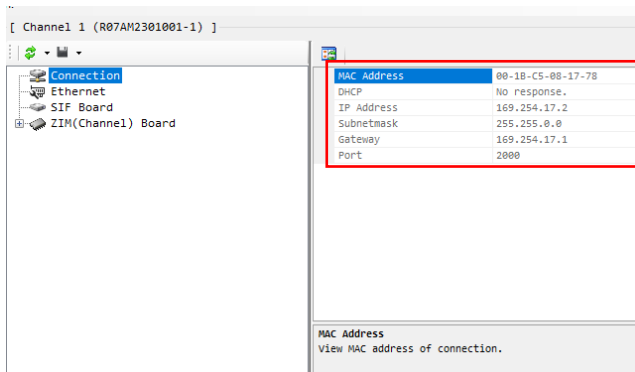 [ Channel 1 (R07AM2301001-1) ]
Connection
Ethernet
SIF Board
ZIM(Channel) Board
MAC Address 00-1B-C5-08-17-78
DHCP No response.
IP Address 169.254.17.2
Subnetmask 255.255.0.0
Gateway 169.254.17.1
Port 2000
MAC Address
View MAC address of connection.